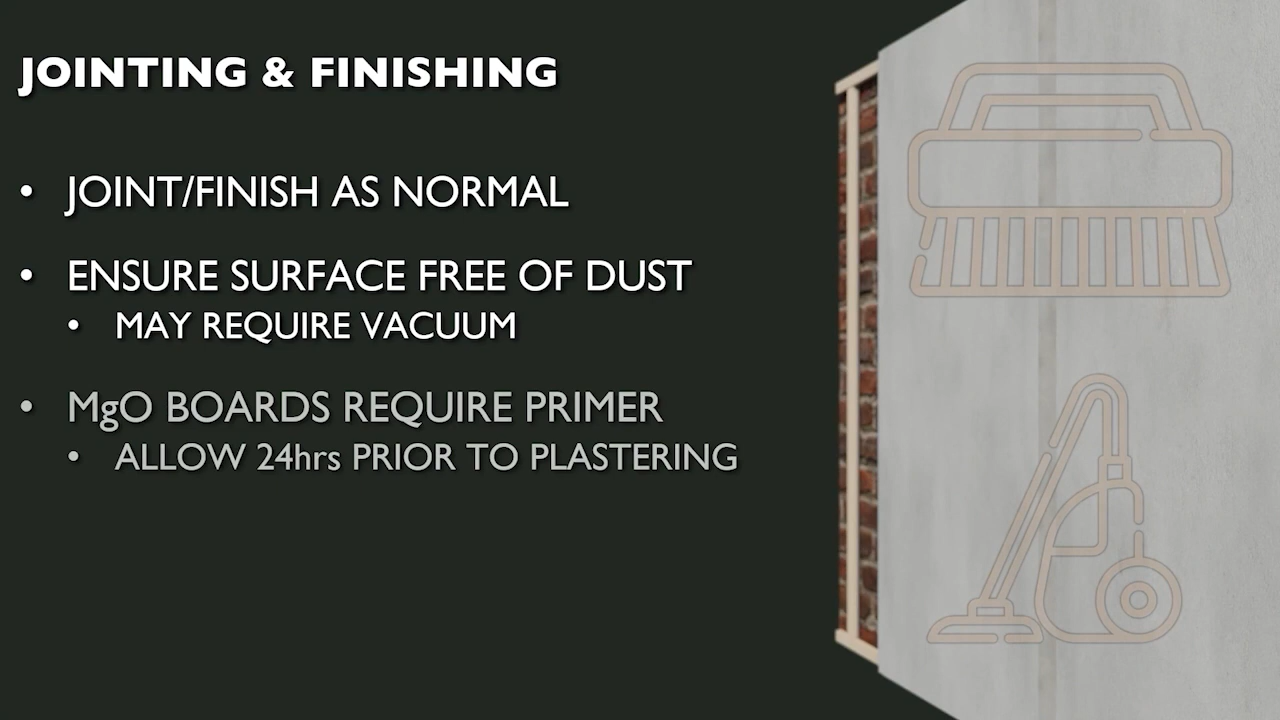 JOINTING & FINISHING
• JOINT/FINISH AS NORMAL
• ENSURE SURFACE FREE OF DUST
• MAY REQUIRE VACUUM
• MgO BOARDS REQUIRE PRIMER
• ALLOW 24hrs PRIOR TO PLASTERING